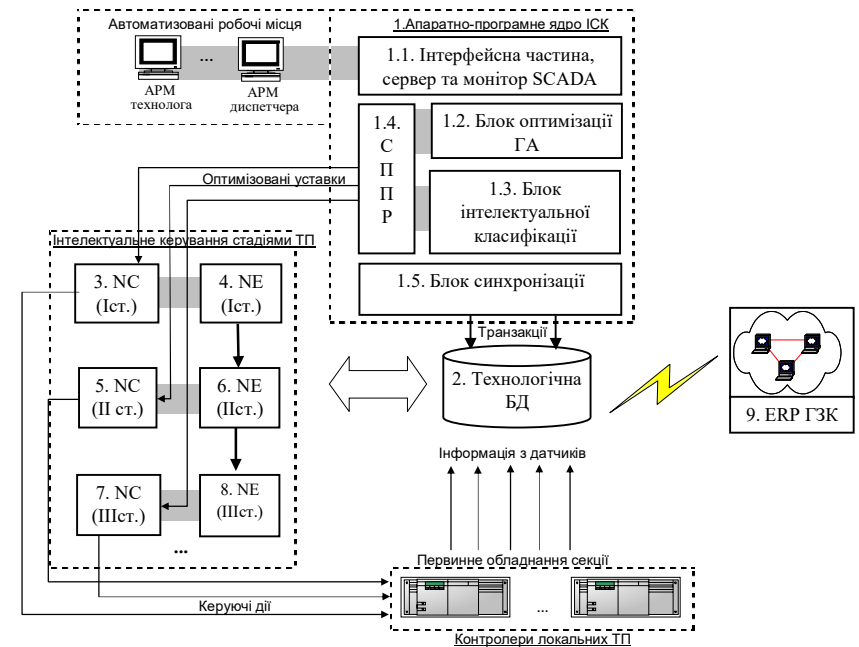 Автоматизовані робочі місця
...
АРМ
технолога
АРМ
диспетчера
1.Апаратно-програмне ядро ІСК
1.1. Інтерфейсна частина,
сервер та монітор SCADA
1.4.
С
П
П
Р
1.2. Блок оптимізації
ГА
1.3. Блок
інтелектуальної
класифікації
1.5. Блок синхронізації
Оптимізовані уставки
Інтелектуальне керування стадіями ТП
3. NC
(Іст.)
4. NE
(Іст.)
5. NC
(ІІ ст.)
6. NE
(ІІст.)
7. NC
(ІІІст.)
8. NE
(ІІІст.)
...
Транзакції
2. Технологічна
БД
9. ERP ГЗК
Інформація з датчиків
Первинне обладнання секції
...
Керуючі дії
Контролери локальних ТП